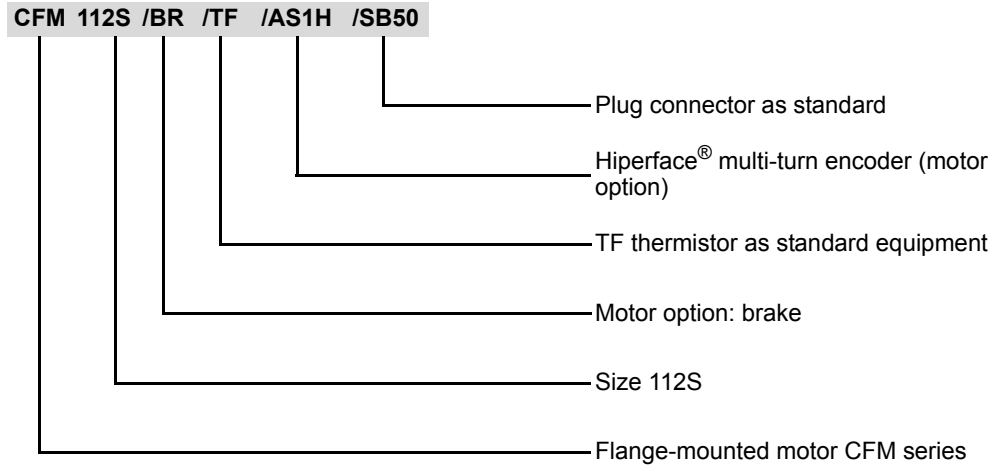 CFM 112S /BR /TF /AS1H /SB50
Plug connector as standard
Hiperface® multi-turn encoder (motor
option)
TF thermistor as standard equipment
Motor option: brake
Size 112S
Flange-mounted motor CFM series